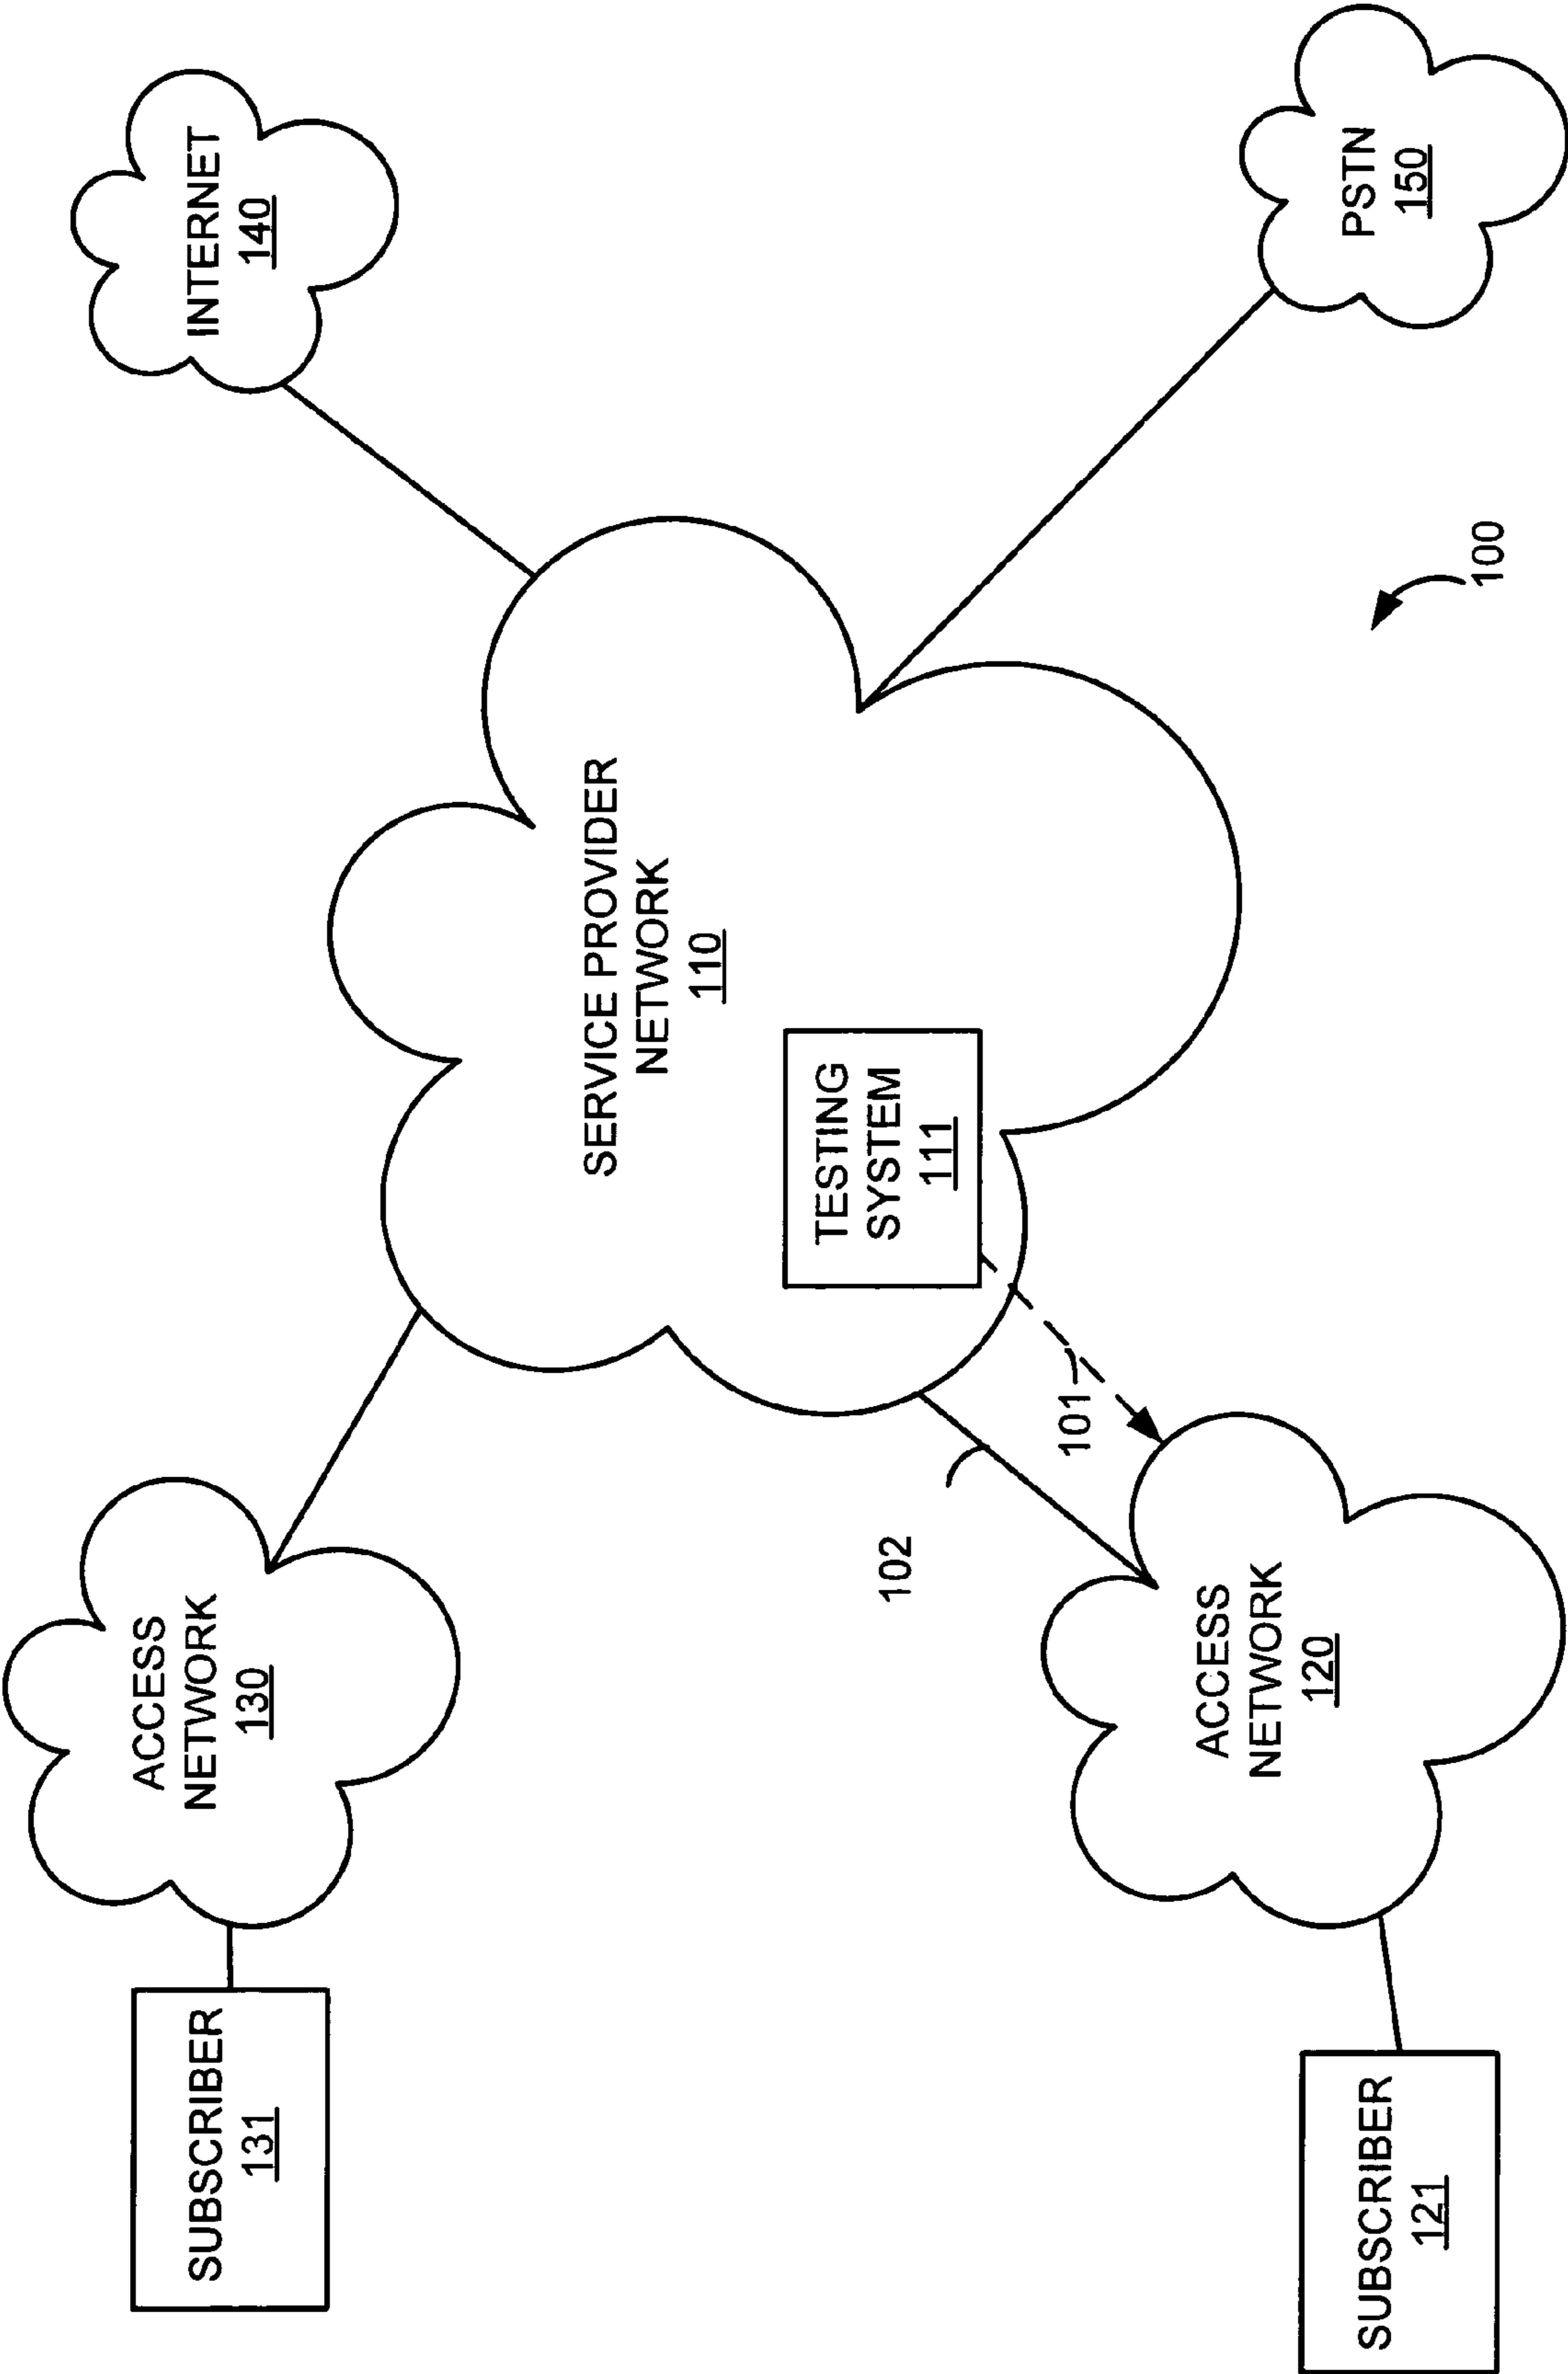 SUBSCRIBER
131
ACCESS
NETWORK
130
INTERNET
140
SERVICE PROVIDER
NETWORK
110
TESTING
SYSTEM
111
102
101
SUBSCRIBER
121
ACCESS
NETWORK
120
PSTN
150
100